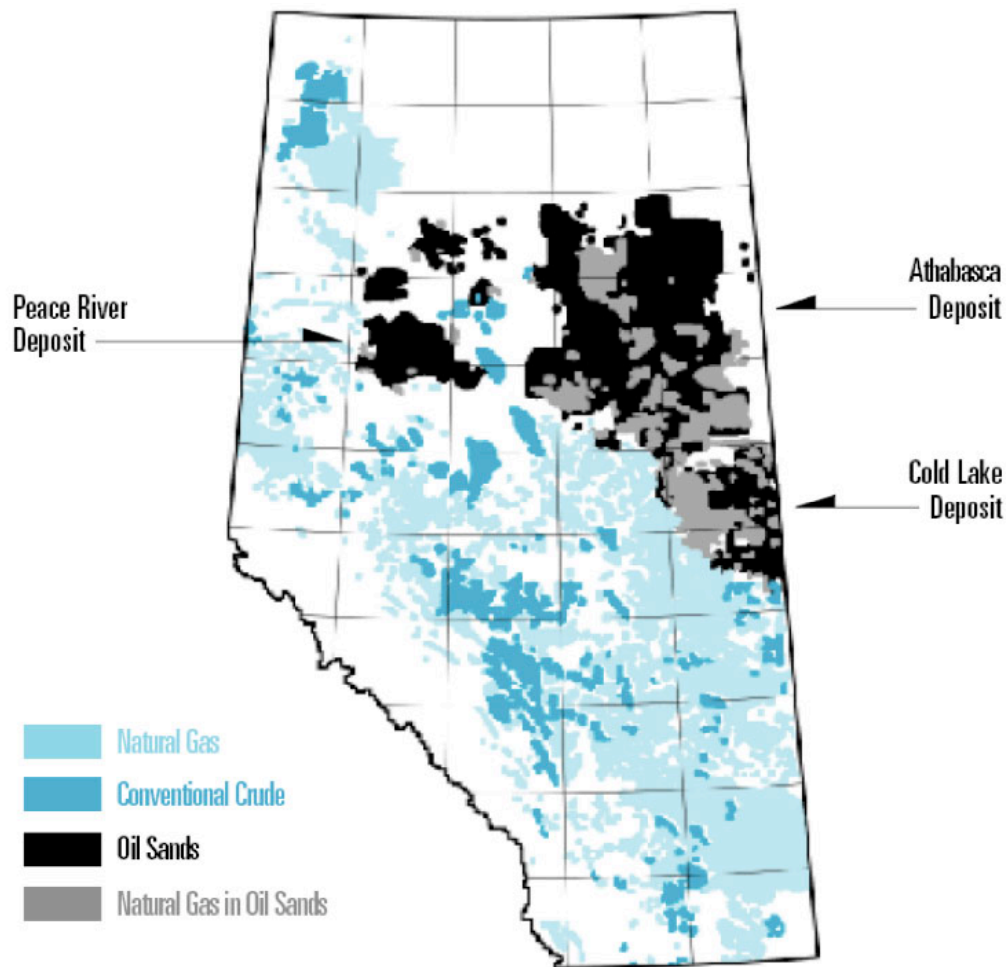 Peace River
Deposit
Athabasca
Deposit
Cold Lake
Deposit
Natural Gas
Conventional Crude
Oil Sands
Natural Gas in Oil Sands